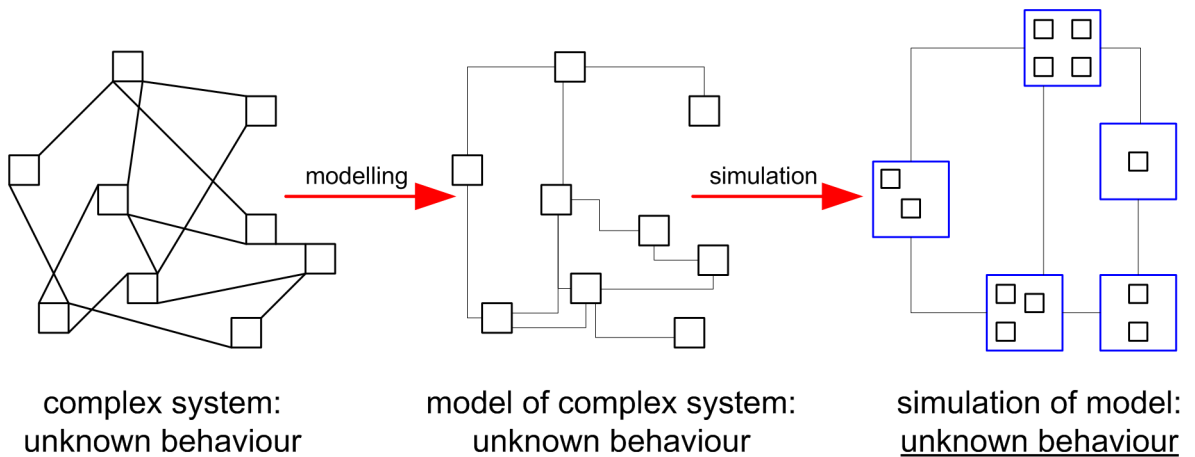 modelling
simulation
complex system:
unknown behaviour
model of complex system:
unknown behaviour
simulation of model:
unknown behaviour